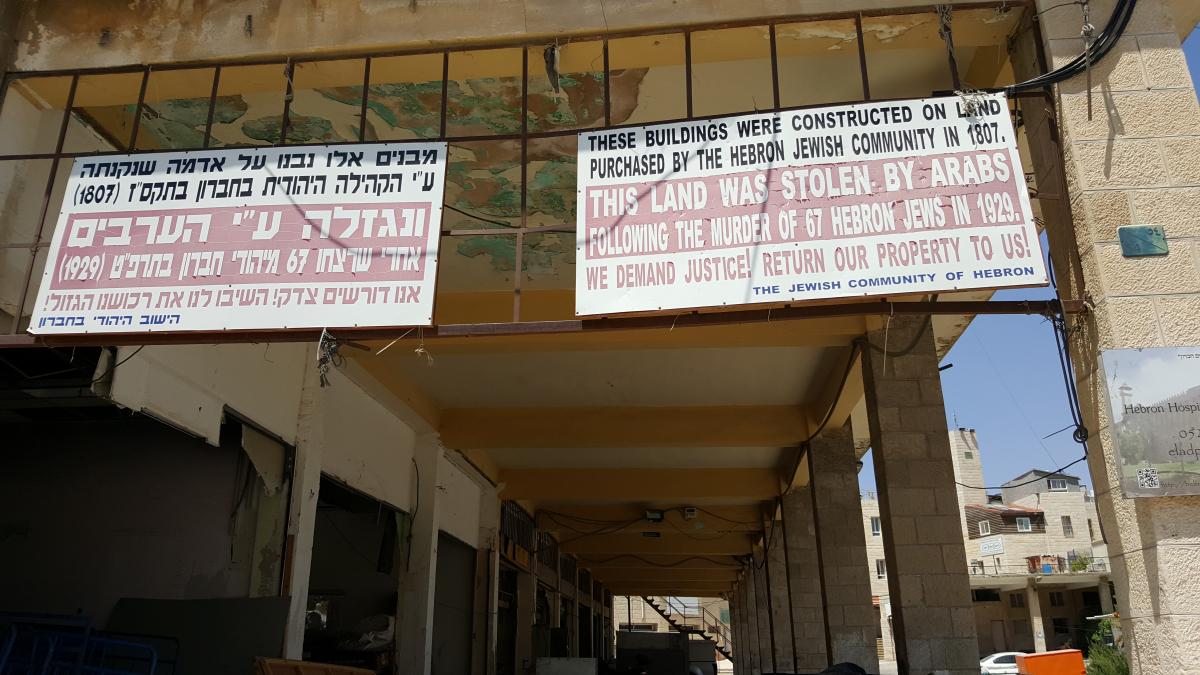 מבנים אלו נבנו על אדמה שנקנתה
ע"י הקהילה היהודית בחברון בתקס"ז (1807)
ונגזלה ע"י הערבים
אחרי שרצחו 67 מיהודי חברון בתרפ"ט (1929)
אנו דורשים צדק! השיבו לנו את רכושנו הגזול!
הישוב היהודי בחברון
THESE BUILDINGS WERE CONSTRUCTED ON LAND
PURCHASED BY THE HEBRON JEWISH COMMUNITY IN 1807.
THIS LAND WAS STOLEN BY ARABS
FOLLOWING THE MURDER OF 67 HEBRON JEWS IN 1929.
WE DEMAND JUSTICE! RETURN OUR PROPERTY TO US!
THE JEWISH COMMUNITY OF HEBRON
Hebron
052